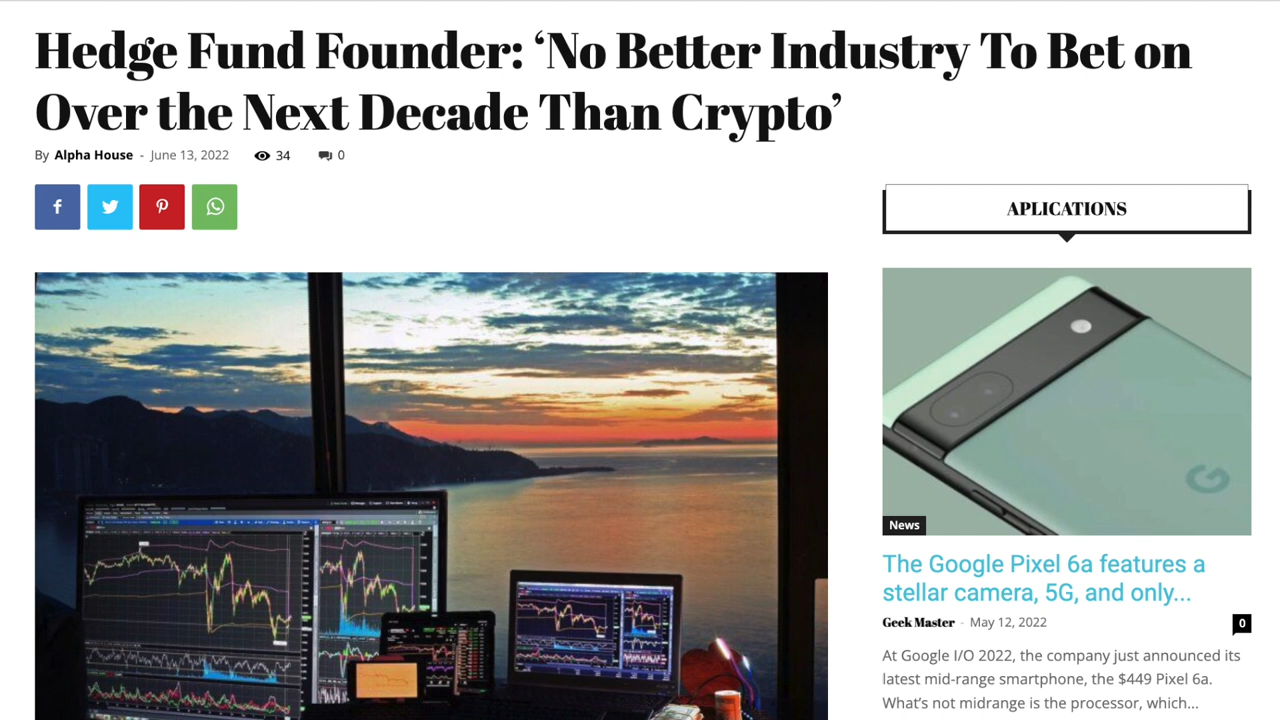 Hedge Fund Founder: ‘No Better Industry To Bet on
Over the Next Decade Than Crypto’
By Alpha House - June 13, 2022 34 0
APLICATIONS
News
The Google Pixel 6a features a
stellar camera, 5G, and only...
Geek Master - May 12, 2022 0
At Google I/O 2022, the company just announced its
latest mid-range smartphone, the $449 Pixel 6a.
What’s not midrange is the processor, which...